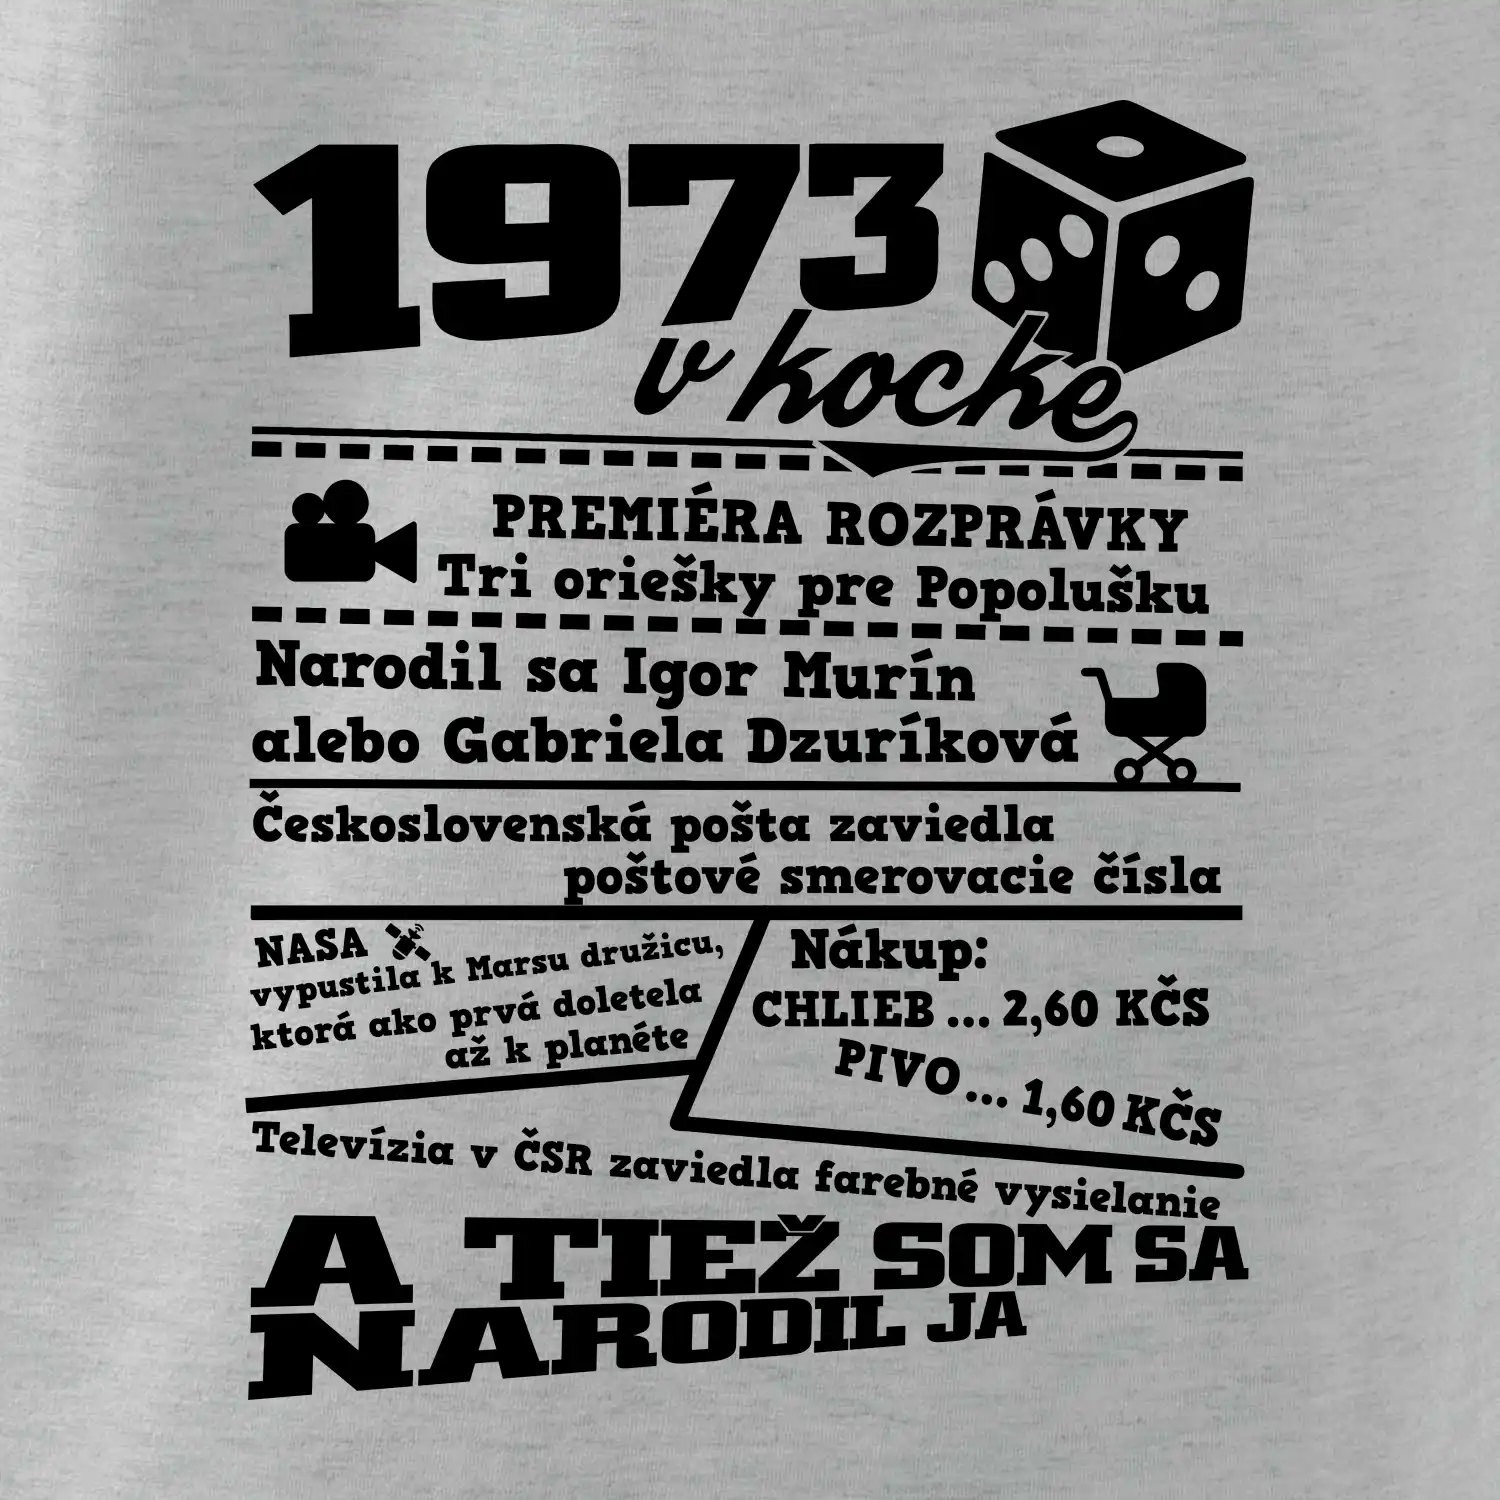 1973
v kocke
PREMIÉRA ROZPRÁVKY
Tri oriešky pre Popolušku
Narodil sa Igor Murín
alebo Gabriela Dzuríková
Československá pošta zaviedla
poštové smerovacie čísla
NASA
vypustila k Marsu družicu,
ktorá ako prvá doletela
až k planéte
Nákup:
CHLIEB ... 2,60 KČS
PIVO ... 1,60 KČS
Televízia v ČSR zaviedla farebné vysielanie
A TIEŽ SOM SA
NARODIL JA